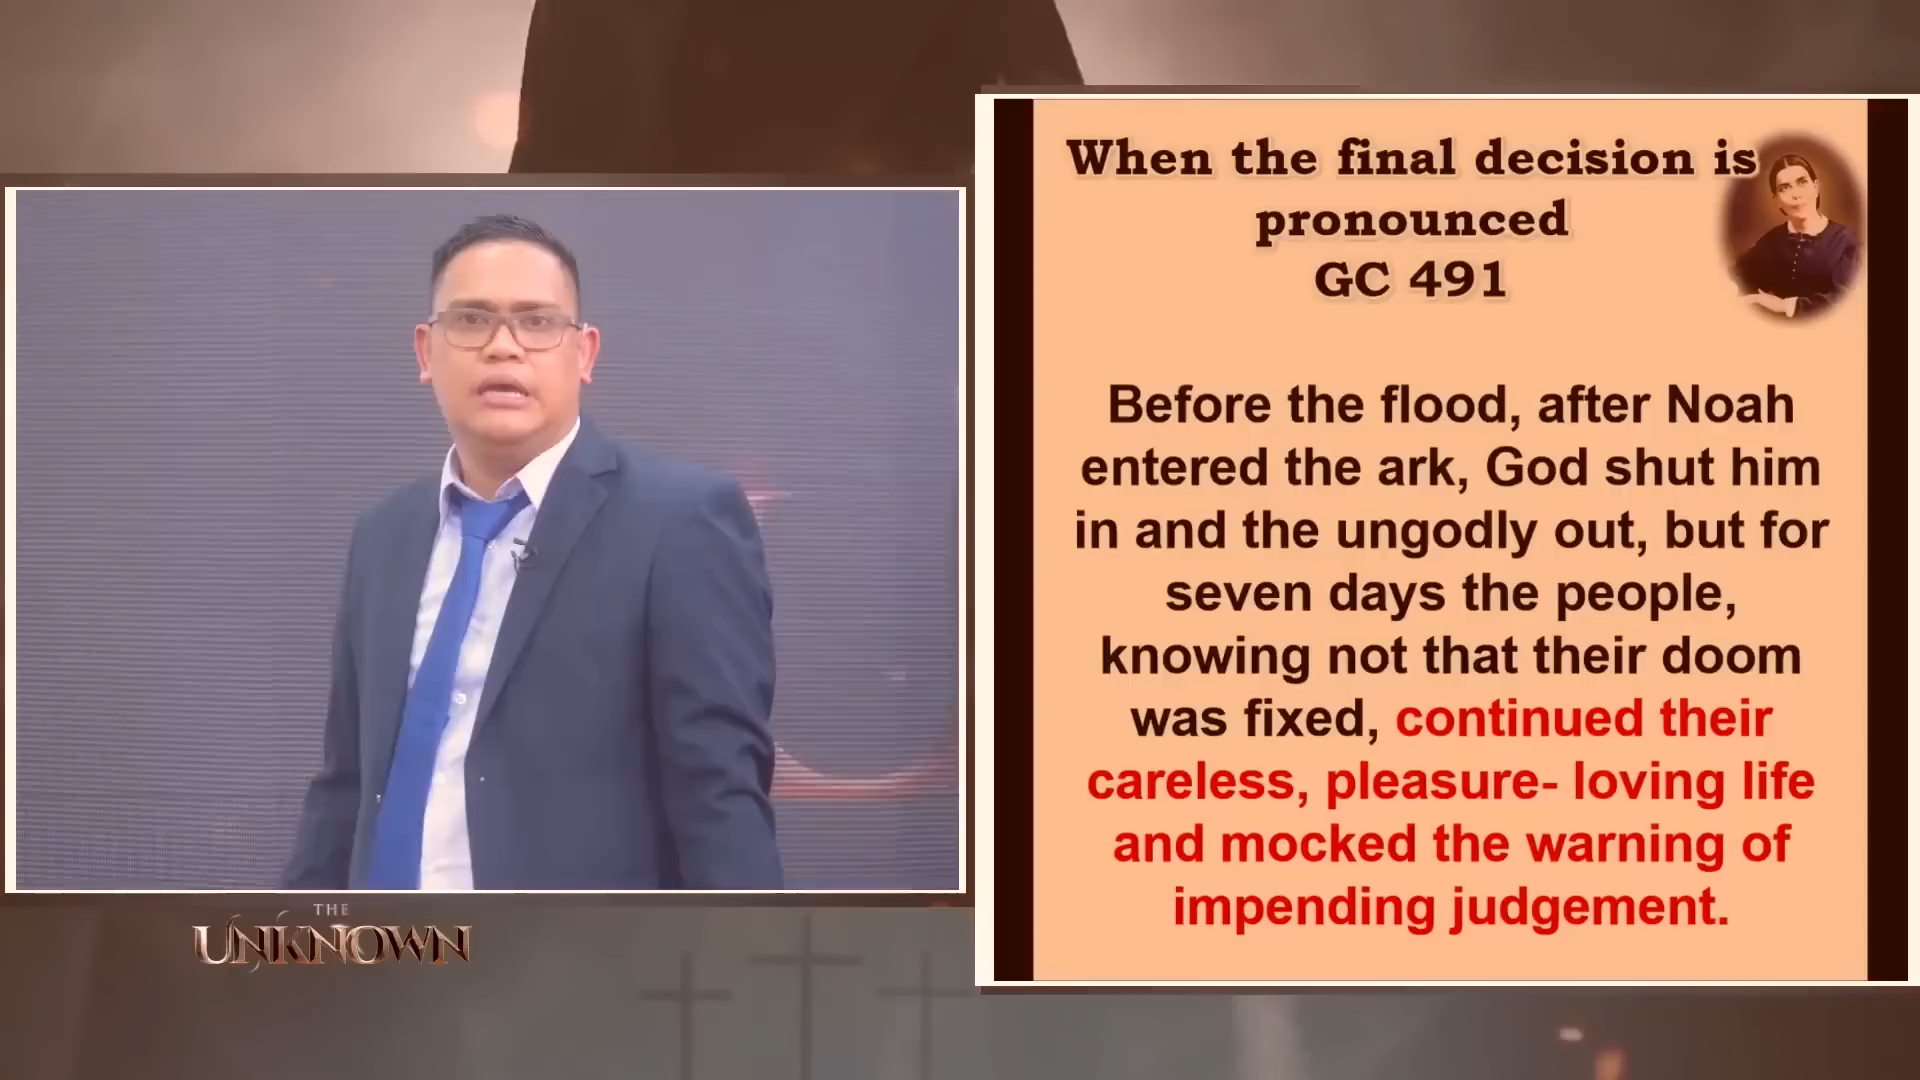 When the final decision is
pronounced
GC 491
Before the flood, after Noah
entered the ark, God shut him
in and the ungodly out, but for
seven days the people,
knowing not that their doom
was fixed, continued their
careless, pleasure- loving life
and mocked the warning of
impending judgement.
THE
UNKNOWN